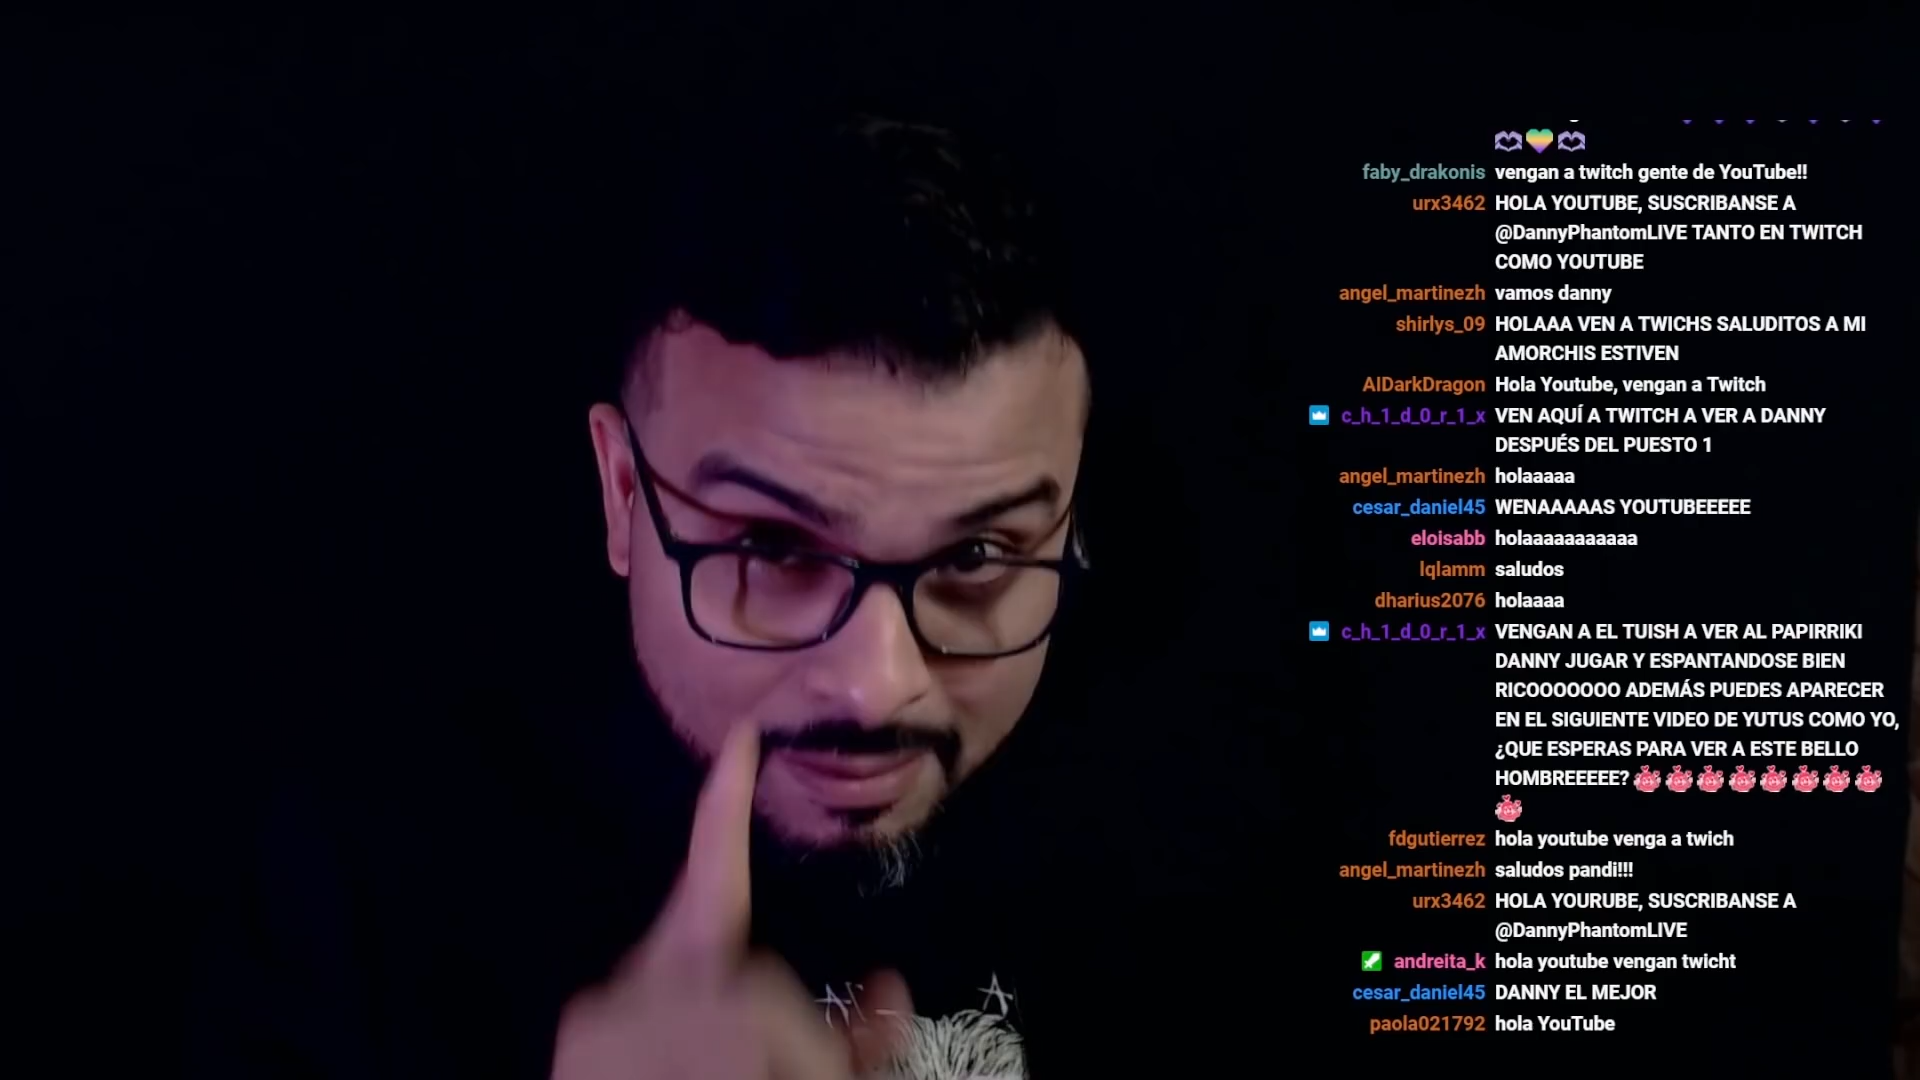 faby_drakonis vengan a twitch gente de YouTube!!
urx3462 HOLA YOUTUBE, SUSCRIBANSE A
@DannyPhantomLIVE TANTO EN TWITCH
COMO YOUTUBE
angel_martinezh vamos danny
shirlys_09 HOLAAA VEN A TWICHS SALUDITOS A MI
AMORCHIS ESTIVEN
AlDarkDragon Hola Youtube, vengan a Twitch
c_h_1_d_0_r_1_x VEN AQUÍ A TWITCH A VER A DANNY
DESPUÉS DEL PUESTO 1
angel_martinezh holaaaaa
cesar_daniel45 WENAAAAAS YOUTUBEEEEE
eloisabb holaaaaaaaaaaa
lqlamm saludos
dharius2076 holaaaa
c_h_1_d_0_r_1_x VENGAN A EL TUISH A VER AL PAPIRRIKI
DANNY JUGAR Y ESPANTANDOSE BIEN
RICOOOOOOO ADEMÁS PUEDES APARECER
EN EL SIGUIENTE VIDEO DE YUTUS COMO YO,
¿QUE ESPERAS PARA VER A ESTE BELLO
HOMBREEEEE?
fdgutierrez hola youtube venga a twich
angel_martinezh saludos pandi!!!
urx3462 HOLA YOURUBE, SUSCRIBANSE A
@DannyPhantomLIVE
andreita_k hola youtube vengan twicht
cesar_daniel45 DANNY EL MEJOR
paola021792 hola YouTube